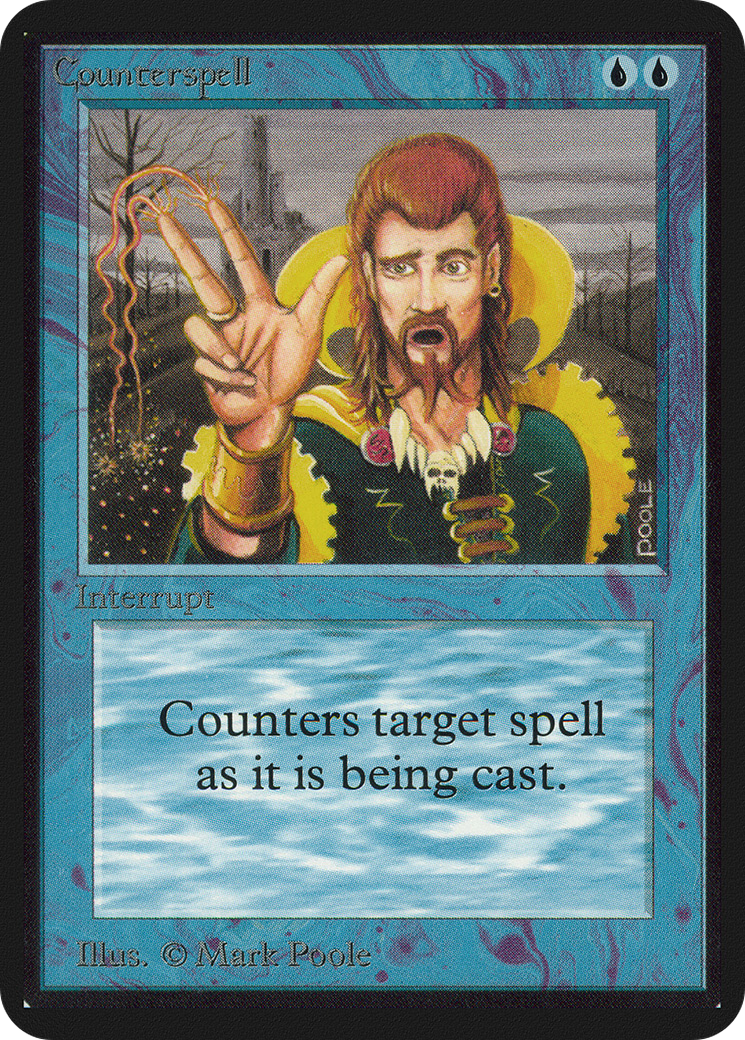 Counterspell
POOLE
Interrupt
Counters target spell
as it is being cast.
Illus. © Mark Poole